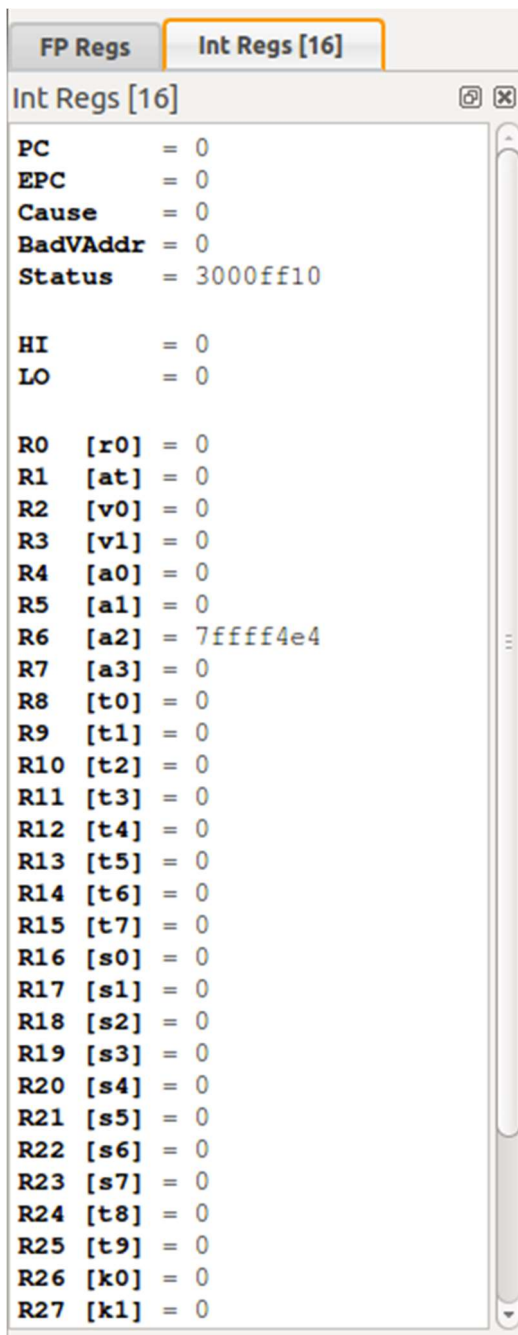 FP Regs Int Regs [16]
Int Regs [16]
PC = 0
EPC = 0
Cause = 0
BadVAddr = 0
Status = 3000ff10
HI = 0
LO = 0
R0 [r0] = 0
R1 [at] = 0
R2 [v0] = 0
R3 [v1] = 0
R4 [a0] = 0
R5 [a1] = 0
R6 [a2] = 7ffff4e4
R7 [a3] = 0
R8 [t0] = 0
R9 [t1] = 0
R10 [t2] = 0
R11 [t3] = 0
R12 [t4] = 0
R13 [t5] = 0
R14 [t6] = 0
R15 [t7] = 0
R16 [s0] = 0
R17 [s1] = 0
R18 [s2] = 0
R19 [s3] = 0
R20 [s4] = 0
R21 [s5] = 0
R22 [s6] = 0
R23 [s7] = 0
R24 [t8] = 0
R25 [t9] = 0
R26 [k0] = 0
R27 [k1] = 0